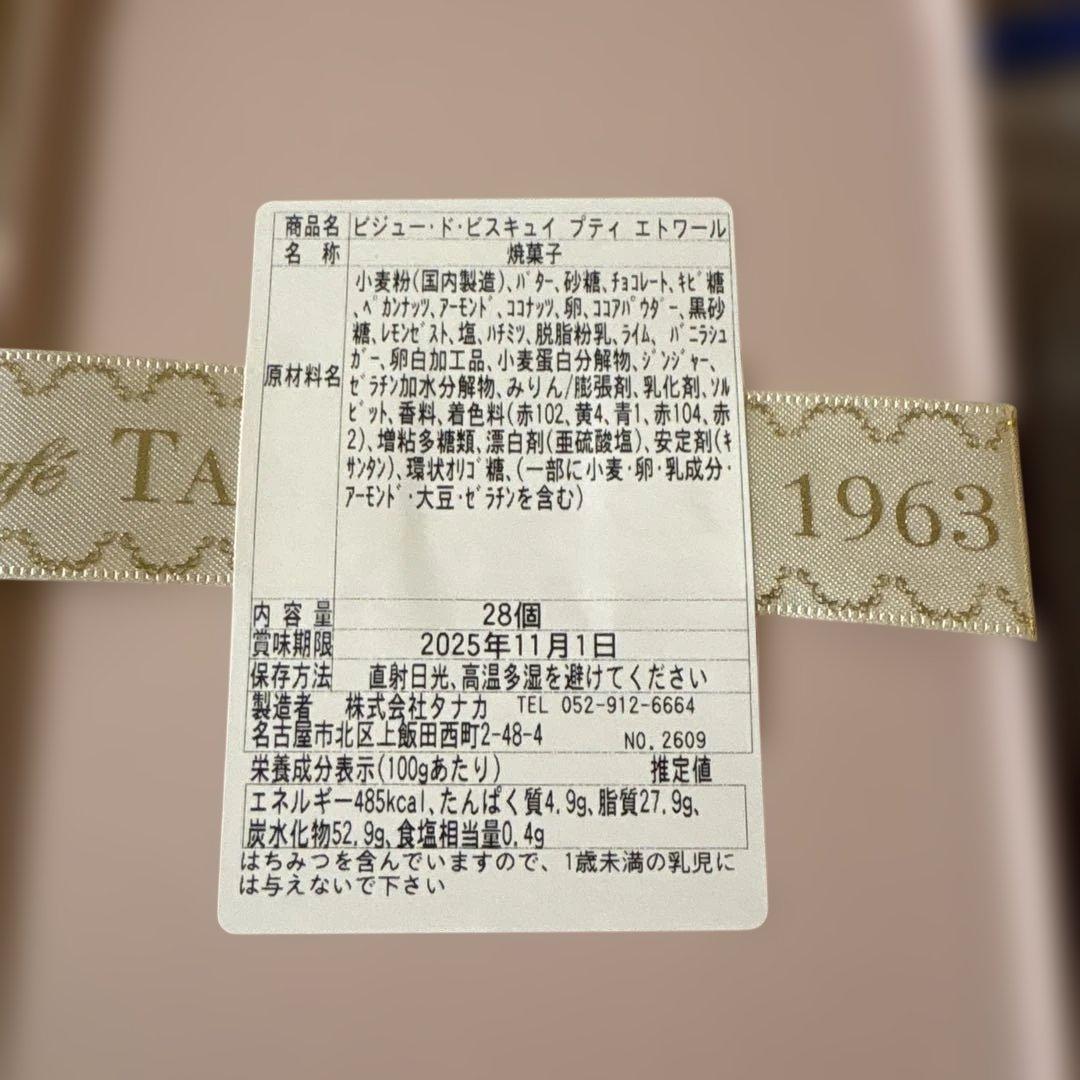 商品名 ビジュー・ド・ビスキュイ プティ エトワール
名 称 焼菓子
原材料名
小麦粉(国内製造)、ﾊﾞﾀｰ、砂糖、ﾁｮｺﾚｰﾄ、ｷﾋﾞ糖
、ﾍﾟｶﾝﾅｯﾂ、ｱｰﾓﾝﾄﾞ、ｺｺﾅｯﾂ、卵、ｺｺｱﾊﾟｳﾀﾞｰ、黒砂
糖、ﾚﾓﾝｾﾞｽﾄ、塩、ﾊﾁﾐﾂ、脱脂粉乳、ﾗｲﾑ、ﾊﾞﾆﾗｼｭ
ｶﾞｰ、卵白加工品、小麦蛋白分解物、ｼﾞﾝｼﾞｬｰ、
ｾﾞﾗﾁﾝ加水分解物、みりん/膨張剤、乳化剤、ｿﾙ
ﾋﾞｯﾄ、香料、着色料(赤102、黄4、青1、赤104、赤
2)、増粘多糖類、漂白剤(亜硫酸塩)、安定剤(ｷ
ｻﾝﾀﾝ)、環状ｵﾘｺﾞ糖、(一部に小麦・卵・乳成分・
ｱｰﾓﾝﾄﾞ・大豆・ｾﾞﾗﾁﾝを含む)
afé TA 1963
内 容 量 28個
賞味期限 2025年11月1日
保存方法 直射日光、高温多湿を避けてください
製造者 株式会社タナカ TEL 052-912-6664
名古屋市北区上飯田西町2-48-4 NO.2609
栄養成分表示(100gあたり) 推定値
エネルギー485kcal、たんぱく質4.9g、脂質27.9g、
炭水化物52.9g、食塩相当量0.4g
はちみつを含んでいますので、1歳未満の乳児に
は与えないで下さい